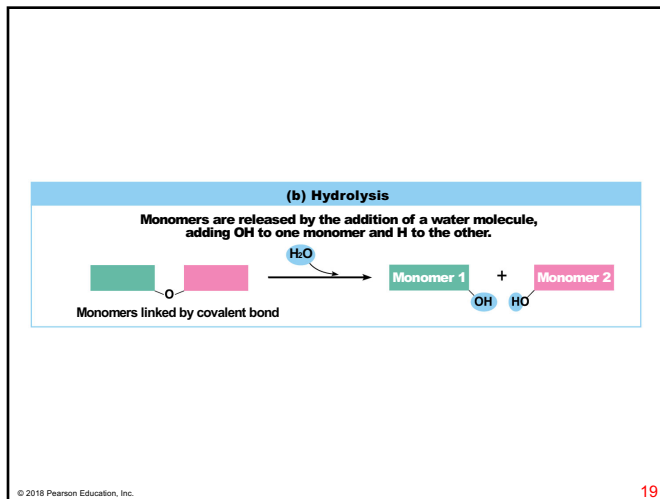 (b) Hydrolysis
Monomers are released by the addition of a water molecule,
adding OH to one monomer and H to the other.
H₂O
O
Monomers linked by covalent bond
Monomer 1
+
Monomer 2
OH
HO
© 2018 Pearson Education, Inc.
19